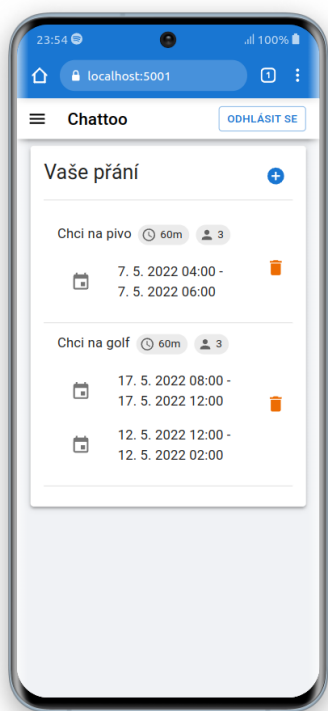 23:54 100%
localhost:5001 1
Chattoo ODHLÁSIT SE
Vaše přání
Chci na pivo 60m 3
7. 5. 2022 04:00 -
7. 5. 2022 06:00
Chci na golf 60m 3
17. 5. 2022 08:00 -
17. 5. 2022 12:00
12. 5. 2022 12:00 -
12. 5. 2022 02:00